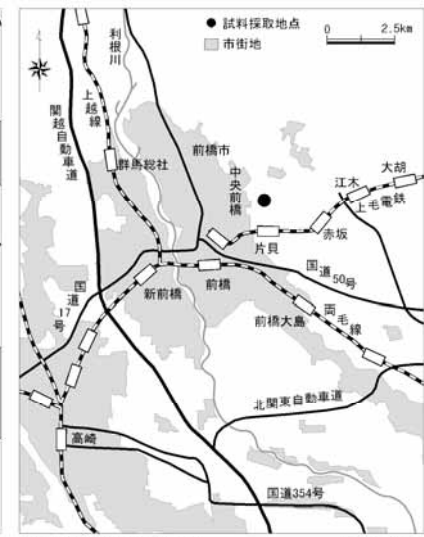 試料採取地点
市街地
0 2.5km
利根川
上越線
関越自動車道
群馬総社
前橋市
中央前橋
大胡
江木
上毛電鉄
赤坂
片貝
国道50号
前橋
新前橋
国道17号
前橋大島
両毛線
北関東自動車道
高崎
国道354号